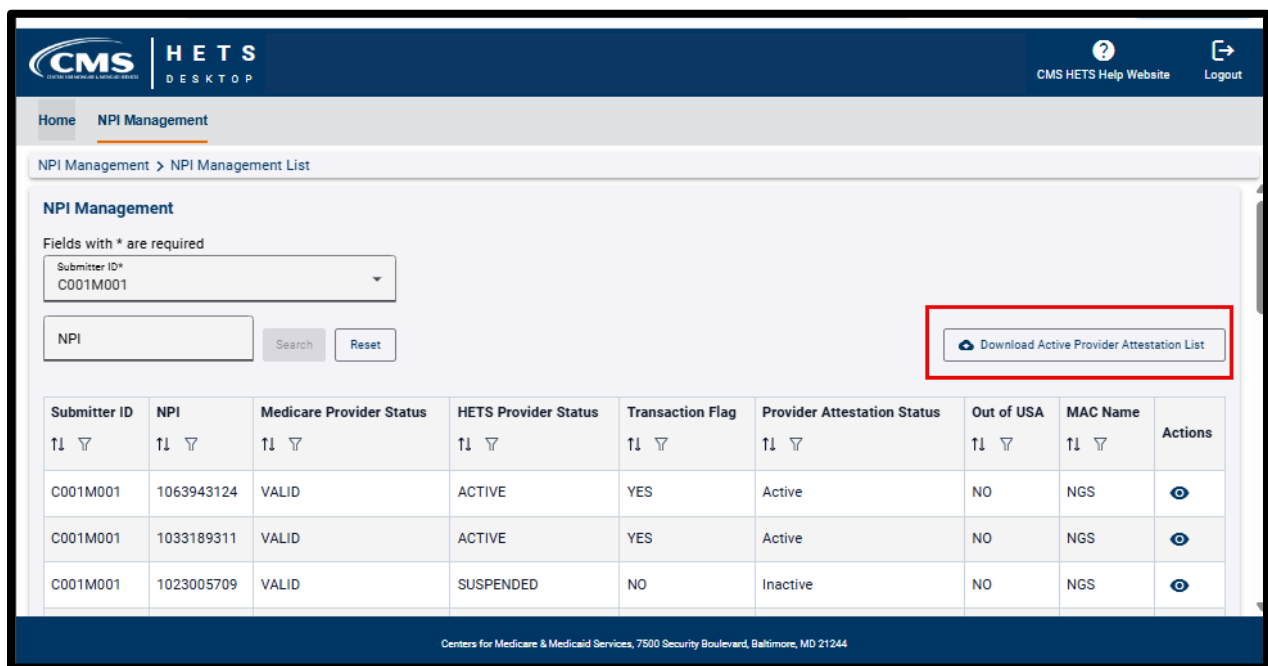 CMS
CENTERS FOR MEDICARE & MEDICAID SERVICES
HETS
DESKTOP
CMS HETS Help Website
Logout
Home NPI Management
NPI Management > NPI Management List
NPI Management
Fields with * are required
Submitter ID*
C001M001
NPI Search Reset Download Active Provider Attestation List
Submitter ID NPI Medicare Provider Status HETS Provider Status Transaction Flag Provider Attestation Status Out of USA MAC Name Actions
C001M001 1063943124 VALID ACTIVE YES Active NO NGS
C001M001 1033189311 VALID ACTIVE YES Active NO NGS
C001M001 1023005709 VALID SUSPENDED NO Inactive NO NGS
Centers for Medicare & Medicaid Services, 7500 Security Boulevard, Baltimore, MD 21244